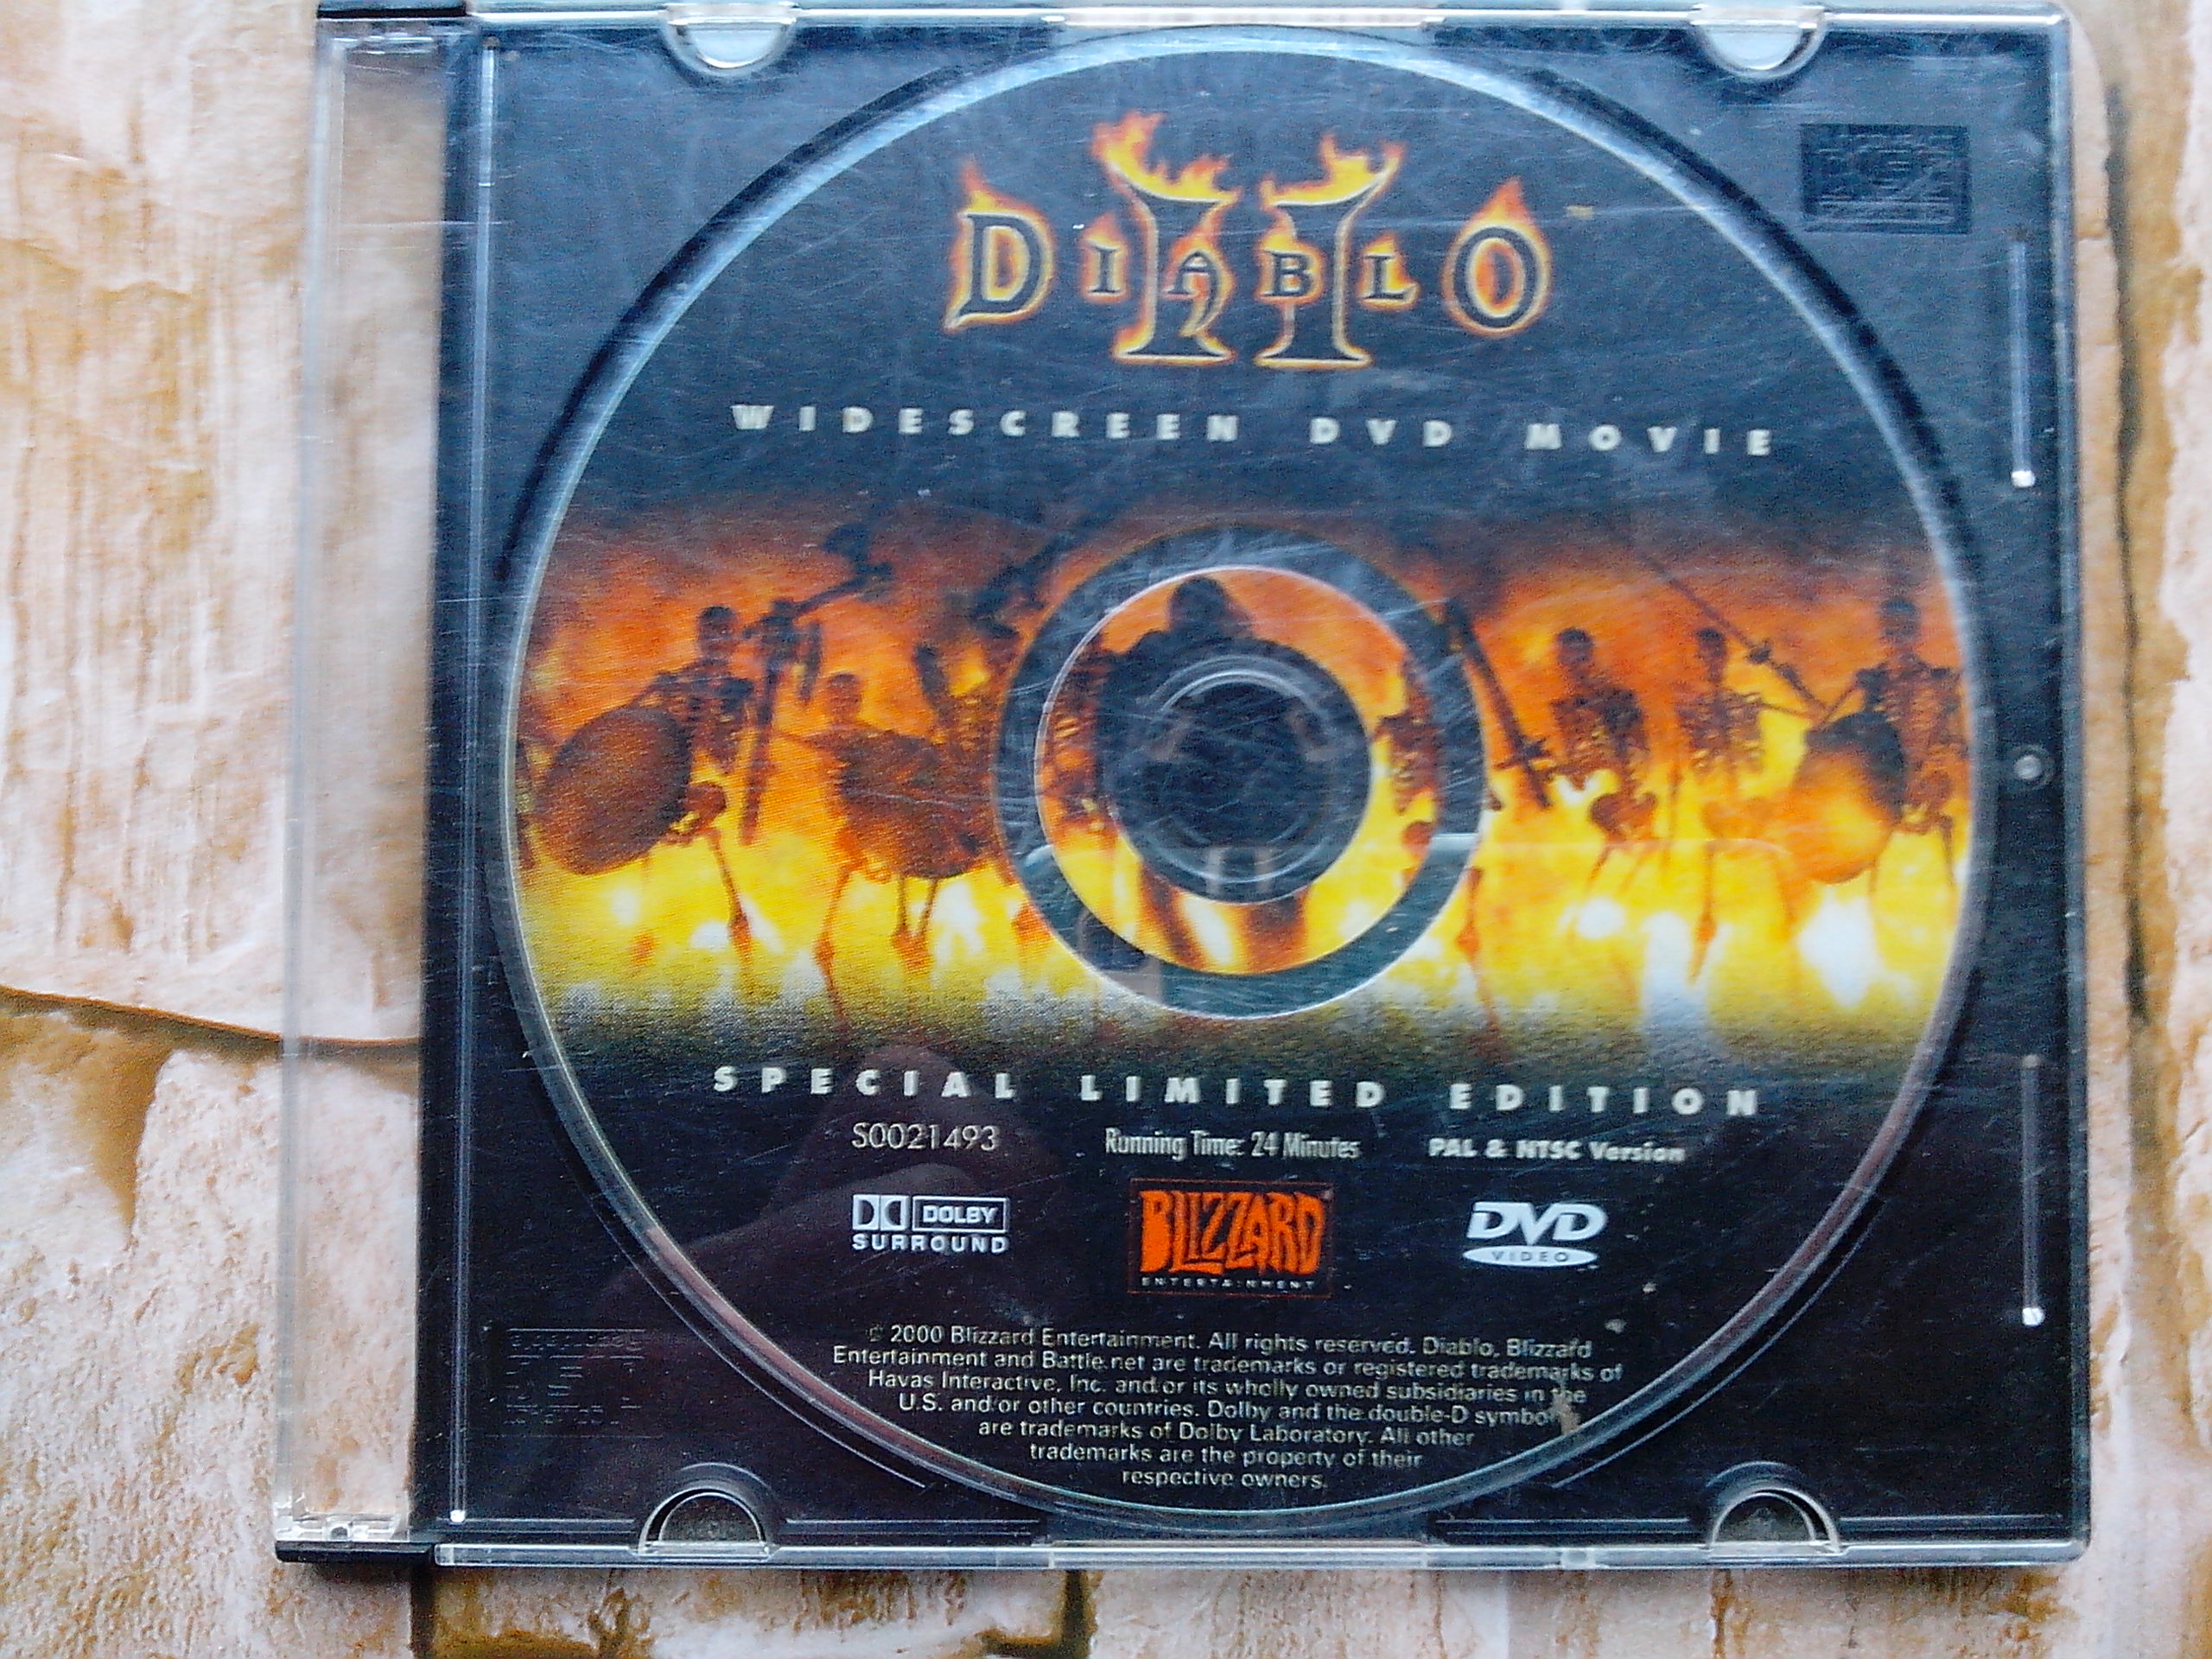 DIABLO
II
WIDESCREEN DVD MOVIE
SPECIAL LIMITED EDITION
S0021493 Running Time: 24 Minutes PAL & NTSC Version
DOLBY
SURROUND
BLIZZARD
ENTERTAINMENT
DVD
VIDEO
© 2000 Blizzard Entertainment. All rights reserved. Diablo, Blizzard
Entertainment and Battle.net are trademarks or registered trademarks of
Havas Interactive, Inc. and/or its wholly owned subsidiaries in the
U.S. and/or other countries. Dolby and the double-D symbol
are trademarks of Dolby Laboratory. All other
trademarks are the property of their
respective owners.